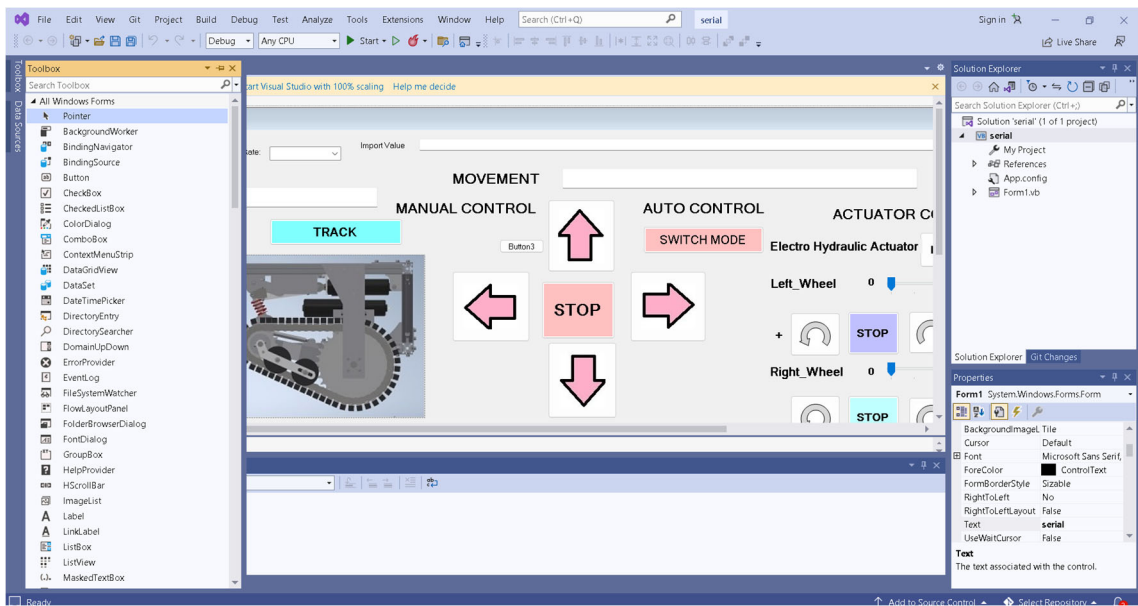 File Edit View Git Project Build Debug Test Analyze Tools Extensions Window Help Search (Ctrl+Q) serial Sign in
Debug Any CPU Start Live Share
Toolbox
Data Sources
Toolbox
Search Toolbox
All Windows Forms
Pointer
BackgroundWorker
BindingNavigator
BindingSource
Button
CheckBox
CheckedListBox
ColorDialog
ComboBox
ContextMenuStrip
DataGridView
DataSet
DateTimePicker
DirectoryEntry
DirectorySearcher
DomainUpDown
ErrorProvider
EventLog
FileSystemWatcher
FlowLayoutPanel
FolderBrowserDialog
FontDialog
GroupBox
HelpProvider
HScrollBar
ImageList
Label
LinkLabel
ListBox
ListView
MaskedTextBox
Visual Studio with 100% scaling Help me decide
Import Value
MOVEMENT
MANUAL CONTROL
AUTO CONTROL
ACTUATOR
TRACK
Button3
SWITCH MODE
Electro Hydraulic Actuator
Left_Wheel 0
STOP
+ STOP
Right_Wheel 0
STOP
Solution Explorer
Search Solution Explorer (Ctrl+;)
Solution 'serial' (1 of 1 project)
VB serial
My Project
References
App.config
Form1.vb
Solution Explorer Git Changes
Properties
Form1 System.Windows.Forms.Form
BackgroundImageL Tile
Cursor Default
Font Microsoft Sans Serif,
ForeColor ControlText
FormBorderStyle Sizable
RightToLeft No
RightToLeftLayout False
Text serial
UseWaitCursor False
Text
The text associated with the control.
Ready Add to Source Control Select Repository